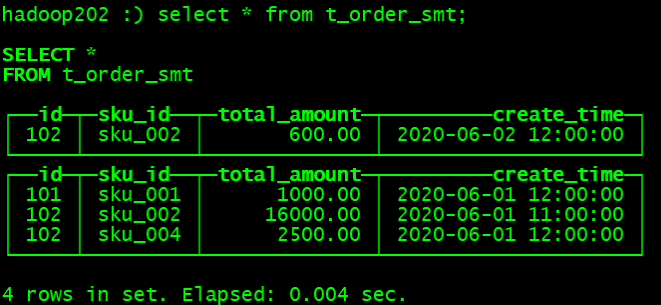 hadoop202 :) select * from t_order_smt;
SELECT *
FROM t_order_smt
id sku_id total_amount create_time
102 sku_002 600.00 2020-06-02 12:00:00
id sku_id total_amount create_time
101 sku_001 1000.00 2020-06-01 12:00:00
102 sku_002 16000.00 2020-06-01 11:00:00
102 sku_004 2500.00 2020-06-01 12:00:00
4 rows in set. Elapsed: 0.004 sec.